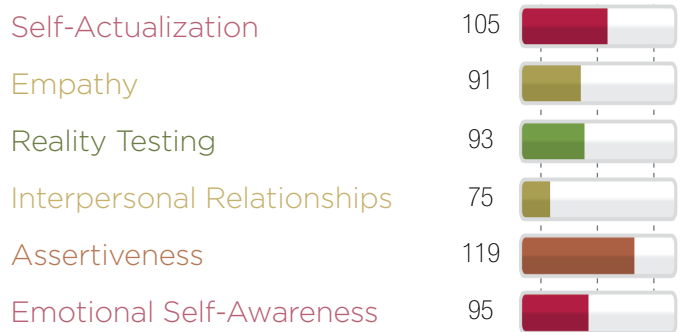 Self-Actualization 105
Empathy 91
Reality Testing 93
Interpersonal Relationships 75
Assertiveness 119
Emotional Self-Awareness 95